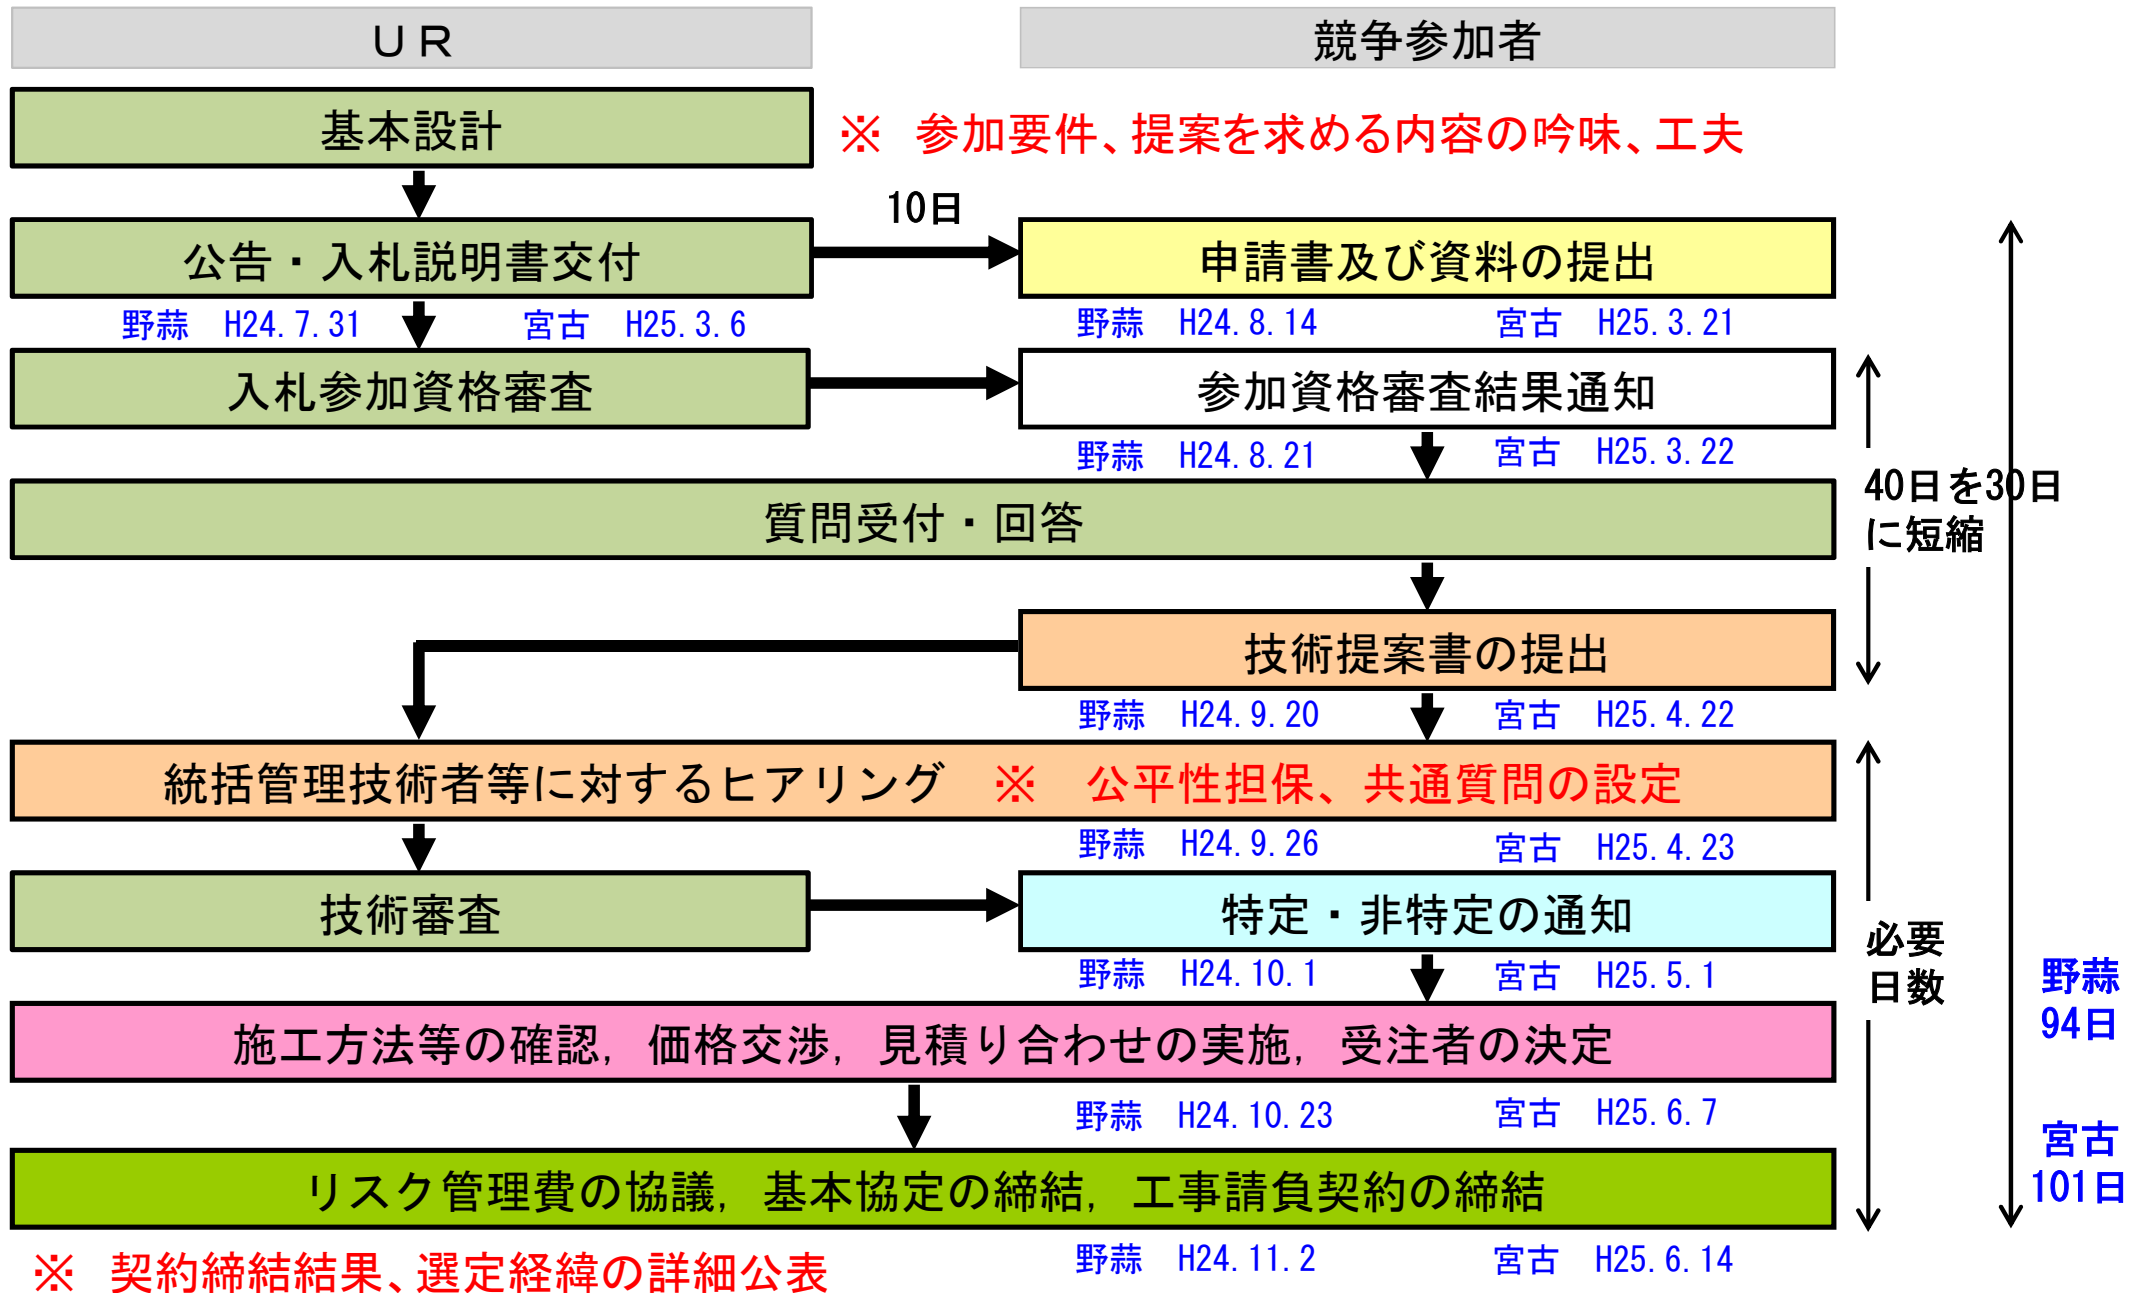 ＵＲ
競争参加者
基本設計
※　参加要件、提案を求める内容の吟味、工夫
10日
公告・入札説明書交付
申請書及び資料の提出
野蒜　H24.7.31
宮古　H25.3.6
野蒜　H24.8.14
宮古　H25.3.21
入札参加資格審査
参加資格審査結果通知
野蒜　H24.8.21
宮古　H25.3.22
40日を30日
に短縮
質問受付・回答
技術提案書の提出
野蒜　H24.9.20
宮古　H25.4.22
統括管理技術者等に対するヒアリング　※　公平性担保、共通質問の設定
野蒜　H24.9.26
宮古　H25.4.23
技術審査
特定・非特定の通知
野蒜　H24.10.1
宮古　H25.5.1
必要
日数
野蒜
94日
施工方法等の確認，価格交渉，見積り合わせの実施，受注者の決定
野蒜　H24.10.23
宮古　H25.6.7
宮古
101日
リスク管理費の協議，基本協定の締結，工事請負契約の締結
野蒜　H24.11.2
宮古　H25.6.14
※　契約締結結果、選定経緯の詳細公表